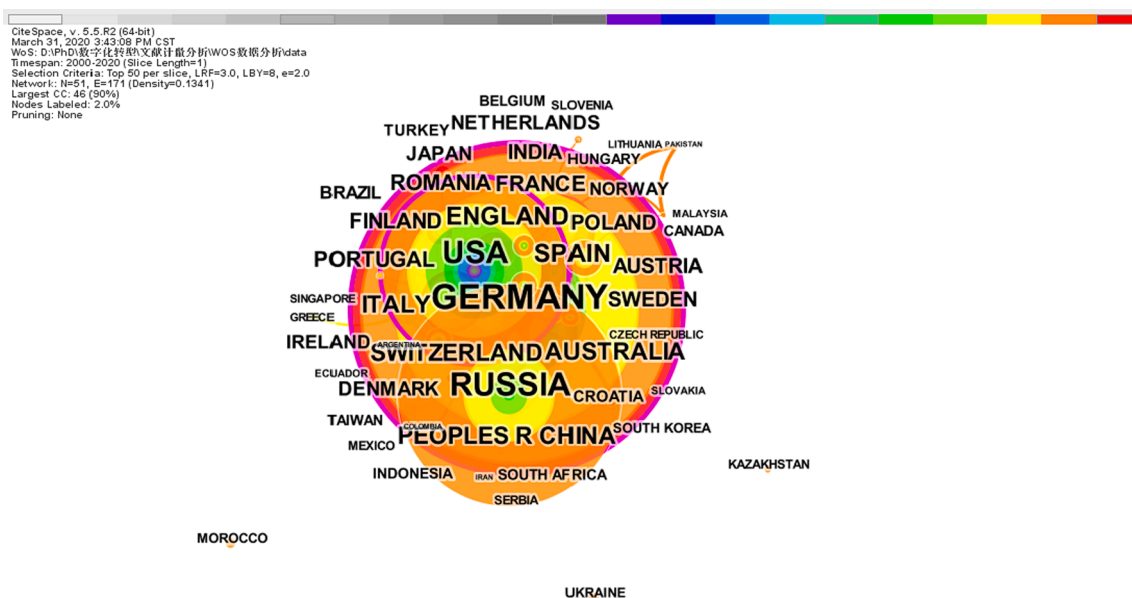 CiteSpace, v. 5.5.R2 (64-bit)
March 31, 2020 3:43:08 PM CST
WoS: D:\PhD\数字化转型\文献计量分析\WOS数据分析\data
Timespan: 2000-2020 (Slice Length=1)
Selection Criteria: Top 50 per slice, LRF=3.0, LBY=8, e=2.0
Network: N=51, E=171 (Density=0.1341)
Largest CC: 46 (90%)
Nodes Labeled: 2.0%
Pruning: None
BELGIUM SLOVENIA
TURKEY NETHERLANDS
JAPAN INDIA HUNGARY LITHUANIA PAKISTAN
BRAZIL ROMANIA FRANCE NORWAY
FINLAND ENGLAND POLAND MALAYSIA
CANADA
PORTUGAL USA SPAIN AUSTRIA
SINGAPORE ITALY GERMANY SWEDEN
GREECE
IRELAND ARGENTINA CZECH REPUBLIC
SWITZERLAND AUSTRALIA
ECUADOR
DENMARK RUSSIA CROATIA SLOVAKIA
TAIWAN COLOMBIA SOUTH KOREA
MEXICO PEOPLES R CHINA
KAZAKHSTAN
INDONESIA IRAN SOUTH AFRICA
SERBIA
MOROCCO
UKRAINE